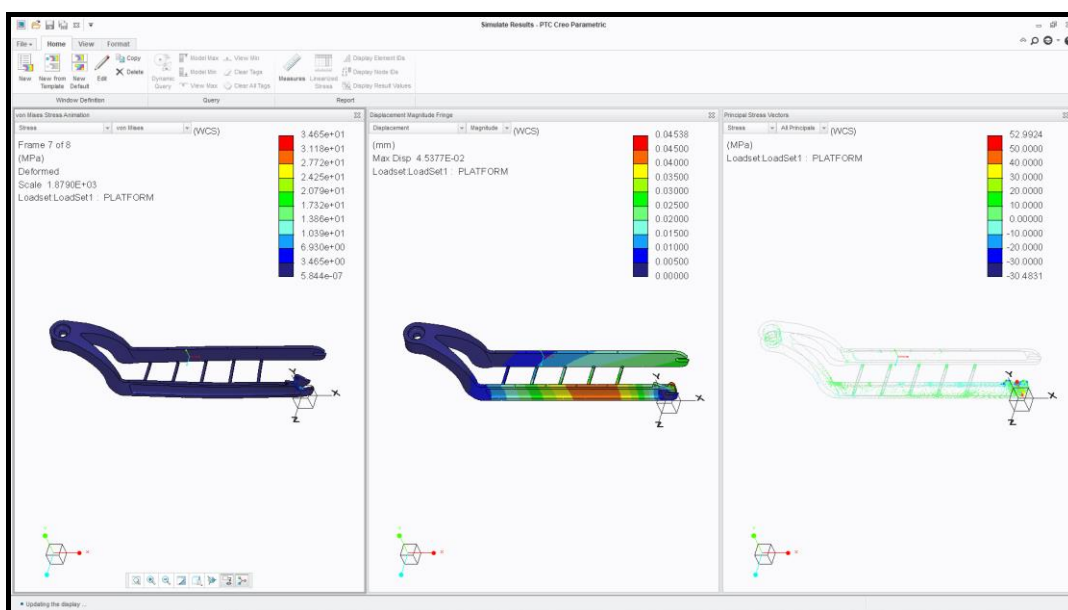 Simulate Results - PTC Creo Parametric
File Home View Format
New
New from Template
New Default
Edit
Copy
Delete
Dynamic Query
Model Max
Model Min
View Max
View Min
Clear Tags
Clear All Tags
Measures
Linearized Stress
Display Element IDs
Display Node IDs
Display Result Values
Window Definition Query Report
von Mises Stress Animation
Stress von Mises (WCS)
Frame 7 of 8
(MPa)
Deformed
Scale 1.8790E+03
Loadset:LoadSet1 : PLATFORM
3.465e+01
3.118e+01
2.772e+01
2.425e+01
2.079e+01
1.732e+01
1.386e+01
1.039e+01
6.930e+00
3.465e+00
5.844e-07
Y
X
Z
X
Displacement Magnitude Fringe
Displacement Magnitude (WCS)
(mm)
Max Disp 4.5377E-02
Loadset:LoadSet1 : PLATFORM
0.04538
0.04500
0.04000
0.03500
0.03000
0.02500
0.02000
0.01500
0.01000
0.00500
0.00000
Y
X
Z
X
Principal Stress Vectors
Stress All Principals (WCS)
(MPa)
Loadset:LoadSet1 : PLATFORM
52.9924
50.0000
40.0000
30.0000
20.0000
10.0000
0.00000
-10.0000
-20.0000
-30.0000
-30.4831
Y
X
Z
X
Updating the display ...